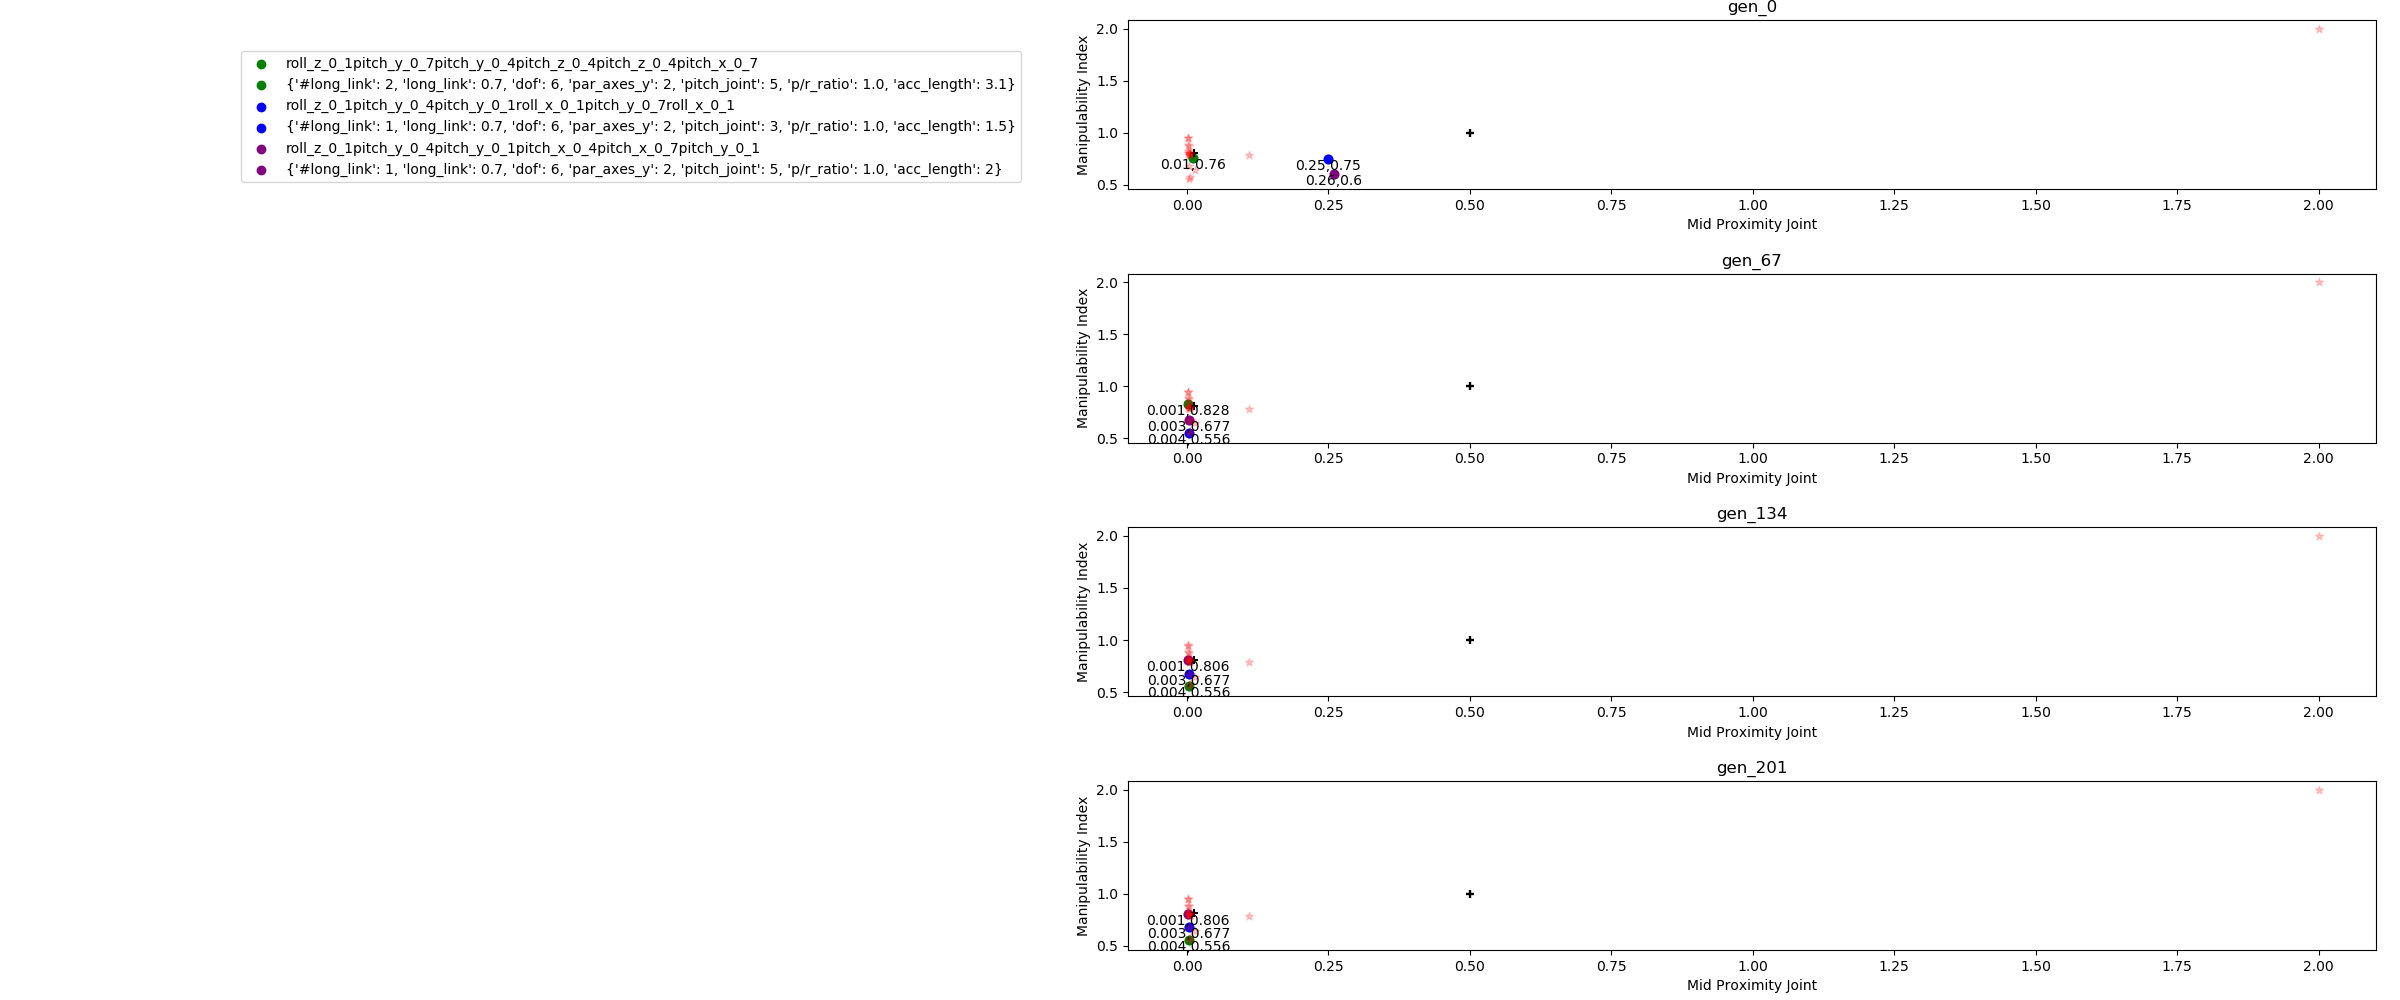 roll_z_0_1pitch_y_0_7pitch_y_0_4pitch_z_0_4pitch_z_0_4pitch_x_0_7
{'#long_link': 2, 'long_link': 0.7, 'dof': 6, 'par_axes_y': 2, 'pitch_joint': 5, 'p/r_ratio': 1.0, 'acc_length': 3.1}
roll_z_0_1pitch_y_0_4pitch_y_0_1roll_x_0_1pitch_y_0_7roll_x_0_1
{'#long_link': 1, 'long_link': 0.7, 'dof': 6, 'par_axes_y': 2, 'pitch_joint': 3, 'p/r_ratio': 1.0, 'acc_length': 1.5}
roll_z_0_1pitch_y_0_4pitch_y_0_1pitch_x_0_4pitch_x_0_7pitch_y_0_1
{'#long_link': 1, 'long_link': 0.7, 'dof': 6, 'par_axes_y': 2, 'pitch_joint': 5, 'p/r_ratio': 1.0, 'acc_length': 2}
gen_0
Manipulability Index
2.0
1.5
1.0
0.5
0.01,0.76
0.25,0.75
0.26,0.6
0.00 0.25 0.50 0.75 1.00 1.25 1.50 1.75 2.00
Mid Proximity Joint
gen_67
Manipulability Index
2.0
1.5
1.0
0.5
0.001,0.828
0.003,0.677
0.004,0.556
0.00 0.25 0.50 0.75 1.00 1.25 1.50 1.75 2.00
Mid Proximity Joint
gen_134
Manipulability Index
2.0
1.5
1.0
0.5
0.001,0.806
0.003,0.677
0.004,0.556
0.00 0.25 0.50 0.75 1.00 1.25 1.50 1.75 2.00
Mid Proximity Joint
gen_201
Manipulability Index
2.0
1.5
1.0
0.5
0.001,0.806
0.003,0.677
0.004,0.556
0.00 0.25 0.50 0.75 1.00 1.25 1.50 1.75 2.00
Mid Proximity Joint